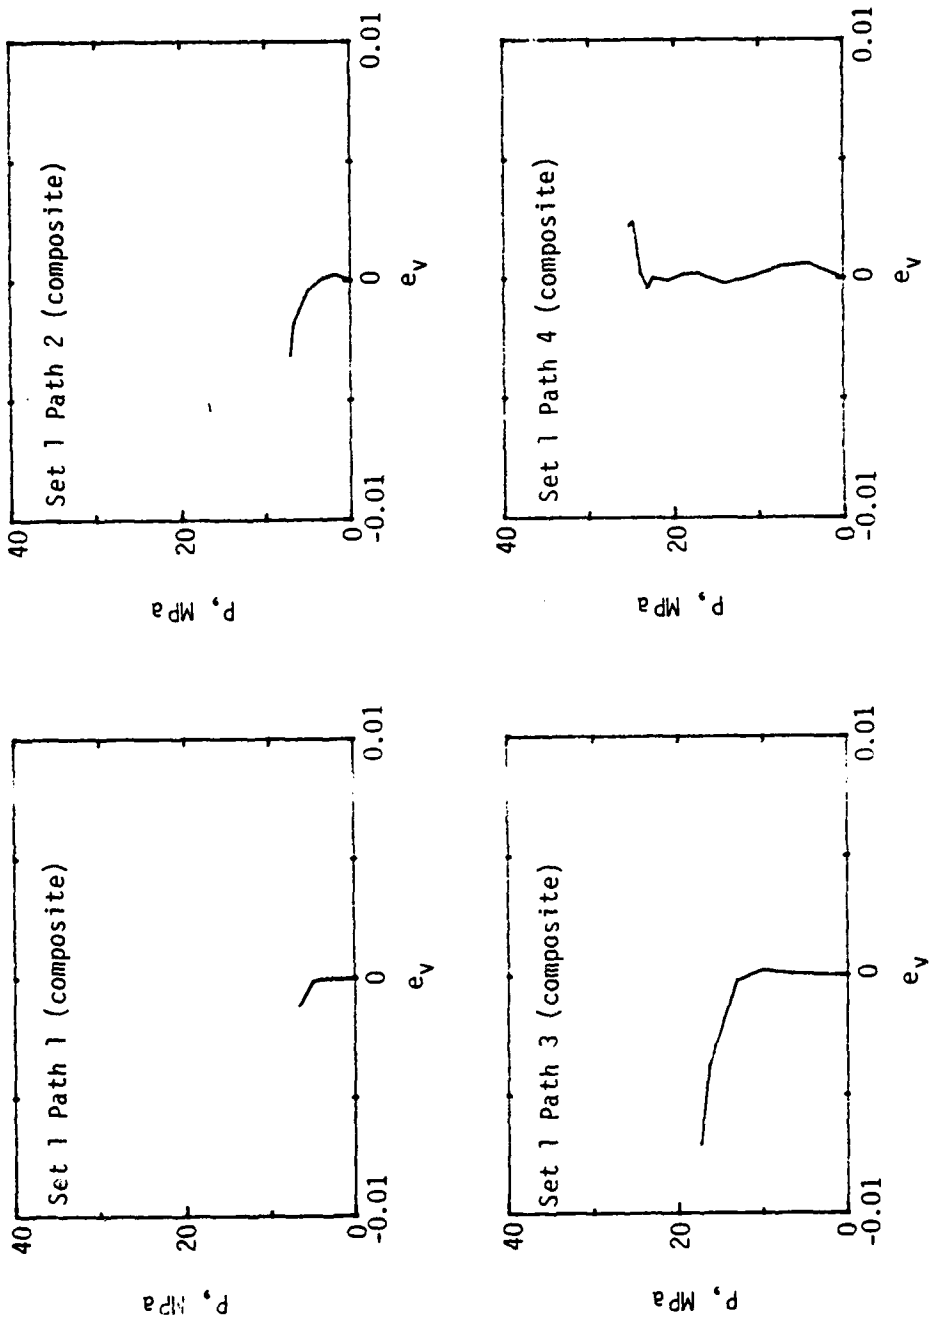 Set 1 Path 1 (composite)
40
20
0
P, MPa
-0.01
0
0.01
e_v
Set 1 Path 2 (composite)
40
20
0
P, MPa
-0.01
0
0.01
e_v
Set 1 Path 3 (composite)
40
20
0
P, MPa
-0.01
0
0.01
e_v
Set 1 Path 4 (composite)
40
20
0
P, MPa
-0.01
0
0.01
e_v